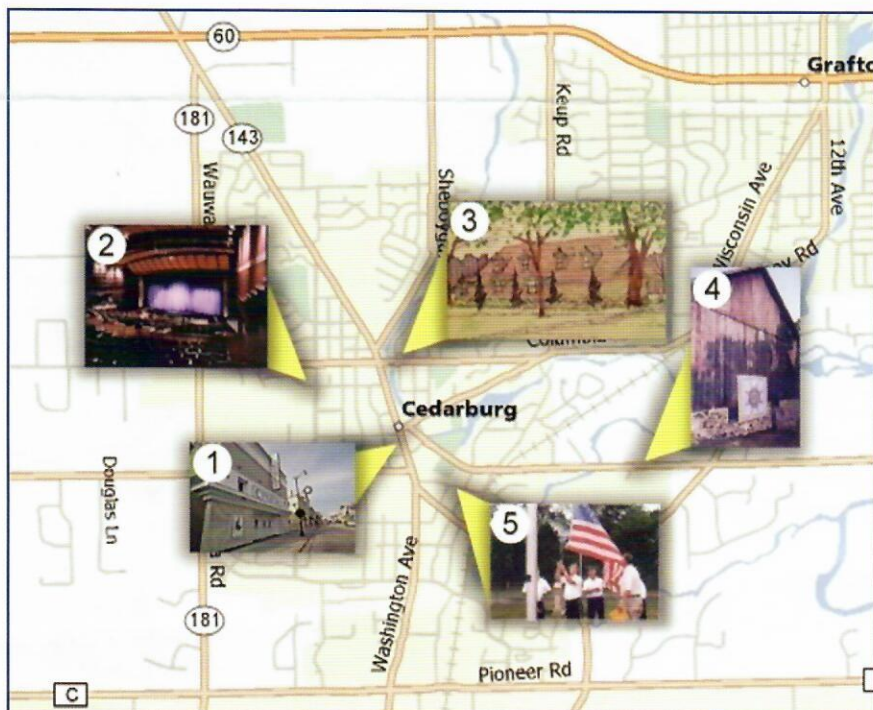 60
Grafto
181
143
Keup Rd
12th Ave
Wauwa
Sheboyg
Wisconsin Ave
2
3
4
Rd
Columbia
Cedarburg
1
Douglas Ln
5
Rd
181
Washington Ave
Pioneer Rd
C